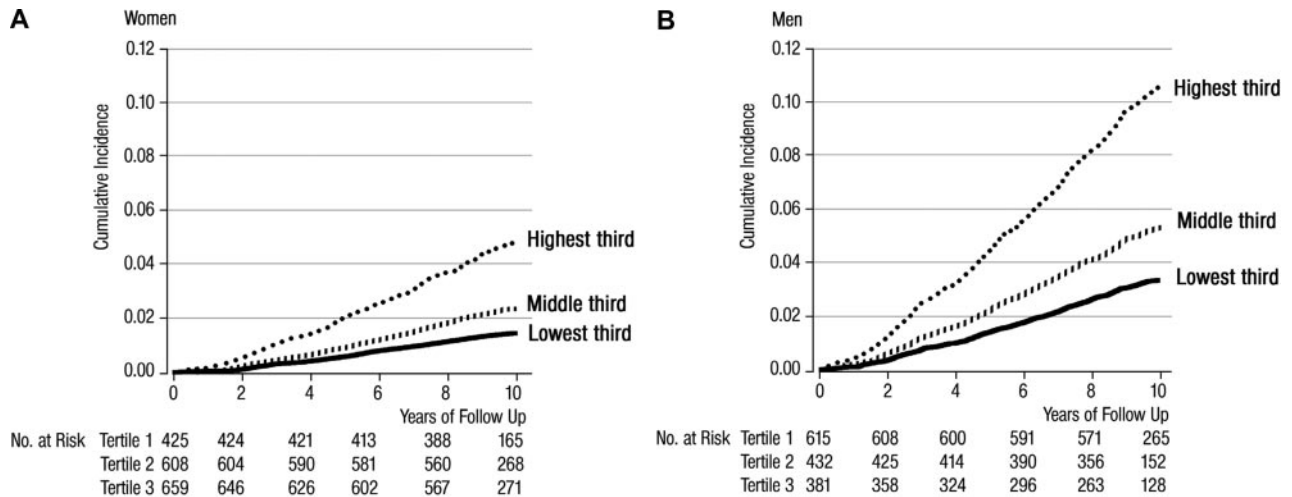 A
Women
0.12
0.10
0.08
0.06
0.04
0.02
0.00
Cumulative Incidence
Highest third
Middle third
Lowest third
0 2 4 6 8 10
Years of Follow Up
No. at Risk Tertile 1 425 424 421 413 388 165
Tertile 2 608 604 590 581 560 268
Tertile 3 659 646 626 602 567 271
B
Men
0.12
0.10
0.08
0.06
0.04
0.02
0.00
Cumulative Incidence
Highest third
Middle third
Lowest third
0 2 4 6 8 10
Years of Follow Up
No. at Risk Tertile 1 615 608 600 591 571 265
Tertile 2 432 425 414 390 356 152
Tertile 3 381 358 324 296 263 128